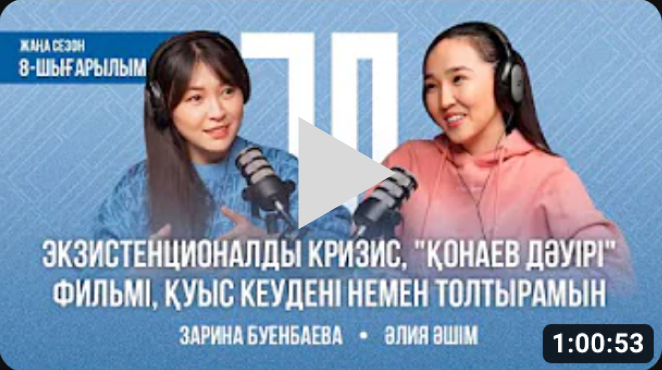 ЖАҢА СЕЗОН
8-ШЫҒАРЫЛЫМ
ЭКЗИСТЕНЦИОНАЛДЫ КРИЗИС, "ҚОНАЕВ ДӘУІРІ"
ФИЛЬМІ, ҚУЫС КЕУДЕНІ НЕМЕН ТОЛТЫРАМЫН
ЗАРИНА БУЕНБАЕВА • ӘЛИЯ ӘШІМ
1:00:53